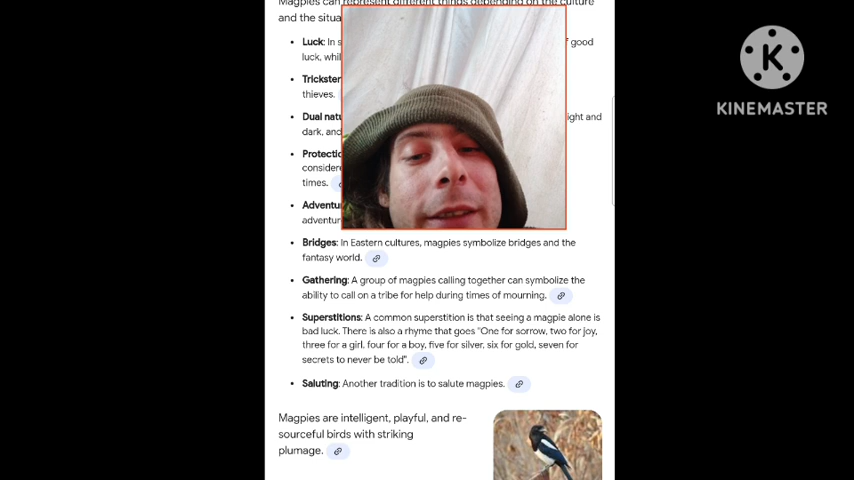 Magpies can represent different things depending on the culture
and the situa
Luck: In s
f good
luck, whil
Trickster
thieves.
Dual natu
ight and
dark, and
Protectio
considere
times.
Adventur
adventur
Bridges: In Eastern cultures, magpies symbolize bridges and the
fantasy world.
Gathering: A group of magpies calling together can symbolize the
ability to call on a tribe for help during times of mourning.
Superstitions: A common superstition is that seeing a magpie alone is
bad luck. There is also a rhyme that goes "One for sorrow, two for joy,
three for a girl, four for a boy, five for silver, six for gold, seven for
secrets to never be told".
Saluting: Another tradition is to salute magpies.
Magpies are intelligent, playful, and re-
sourceful birds with striking
plumage.
K
KINEMASTER